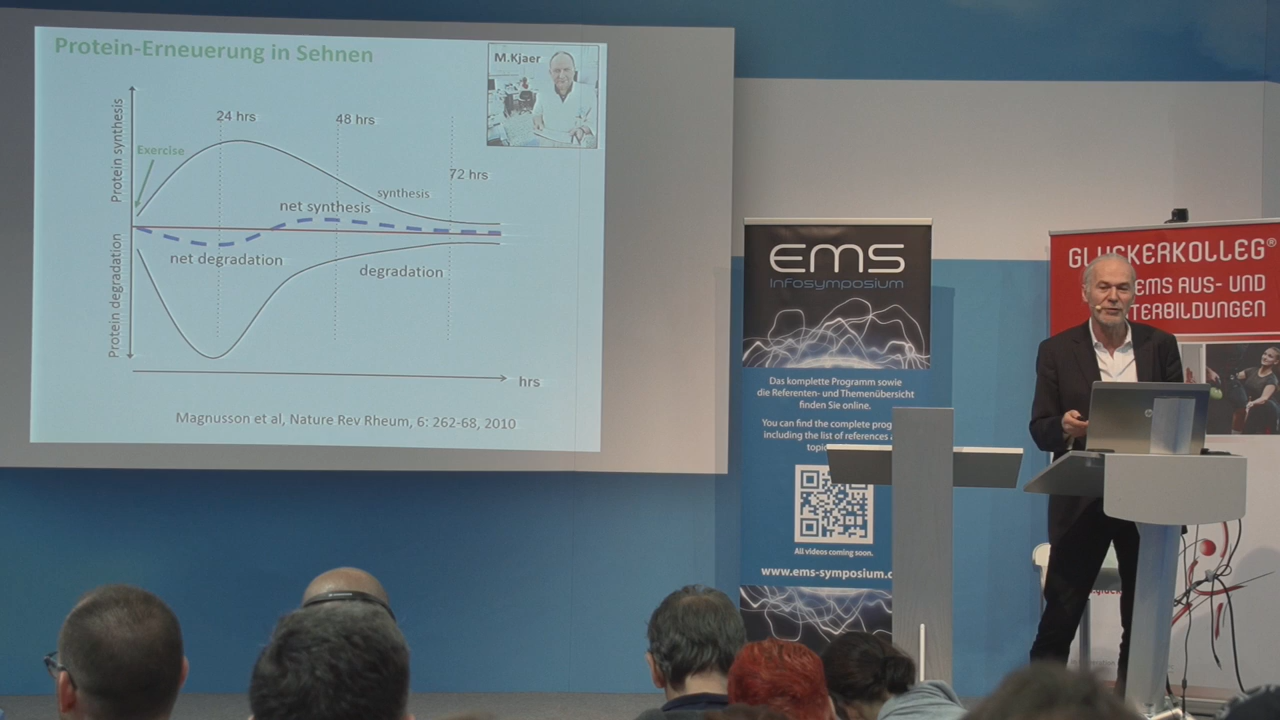 Protein-Erneuerung in Sehnen
M.Kjaer
24 hrs
48 hrs
72 hrs
Protein synthesis
Exercise
synthesis
net synthesis
net degradation
degradation
Protein degradation
hrs
Magnusson et al, Nature Rev Rheum, 6: 262-68, 2010
EMS
Infosymposium
Das komplette Programm sowie
die Referenten- und Themenübersicht
finden Sie online.
You can find the complete
including the list of references
All videos coming soon.
www.ems-symposium.
GLUCKERKOLLEG®
EMS AUS- UND
TERBILDUNGEN
hp